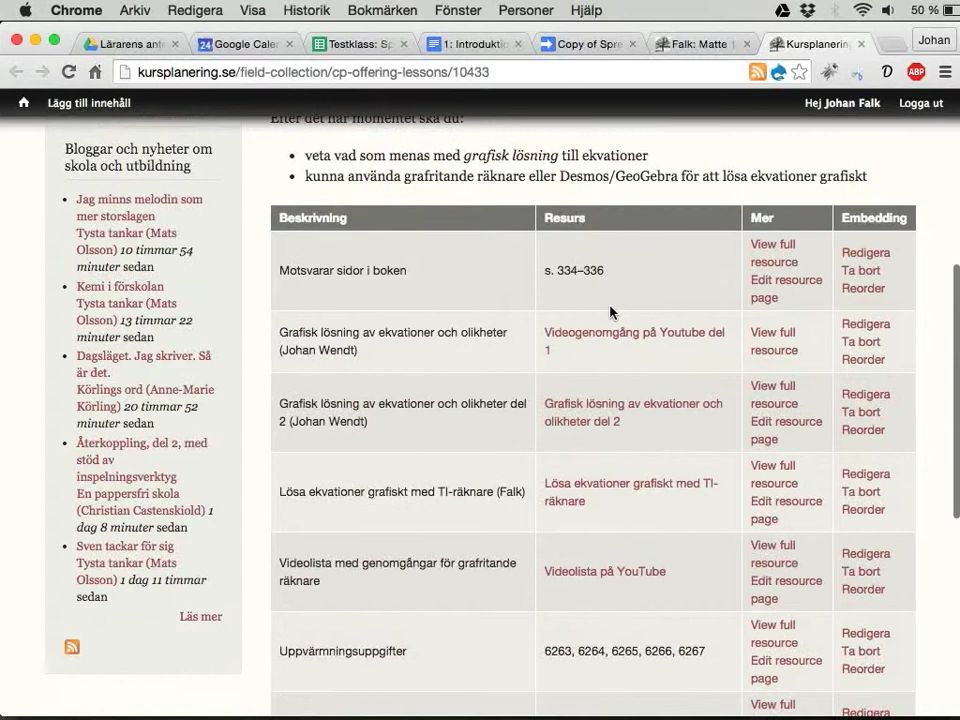 Chrome Arkiv Redigera Visa Historik Bokmärken Fönster Personer Hjälp 50 %
Lärarens ant Google Cale Testklass: Sp 1: Introdukti Copy of Spre Falk: Matte 1 Kursplanering Johan
kursplanering.se/field-collection/cp-offering-lessons/10433
Lägg till innehåll Hej Johan Falk Logga ut
Efter det här momentet ska du:
Bloggar och nyheter om
skola och utbildning
Jag minns melodin som
mer storslagen
Tysta tankar (Mats
Olsson) 10 timmar 54
minuter sedan
Kemi i förskolan
Tysta tankar (Mats
Olsson) 13 timmar 22
minuter sedan
Dagsläget. Jag skriver. Så
är det.
Körlings ord (Anne-Marie
Körling) 20 timmar 52
minuter sedan
Återkoppling, del 2, med
stöd av
inspelningsverktyg
En pappersfri skola
(Christian Castenskiold) 1
dag 8 minuter sedan
Sven tackar för sig
Tysta tankar (Mats
Olsson) 1 dag 11 timmar
sedan
Läs mer
veta vad som menas med grafisk lösning till ekvationer
kunna använda grafritande räknare eller Desmos/GeoGebra för att lösa ekvationer grafiskt
Beskrivning Resurs Mer Embedding
Motsvarar sidor i boken
s. 334–336
View full
resource
Edit resource
page
Redigera
Ta bort
Reorder
Grafisk lösning av ekvationer och olikheter
(Johan Wendt)
Videogenomgång på Youtube del
1
View full
resource
Redigera
Ta bort
Reorder
Grafisk lösning av ekvationer och olikheter del
2 (Johan Wendt)
Grafisk lösning av ekvationer och
olikheter del 2
View full
resource
Edit resource
page
Redigera
Ta bort
Reorder
Lösa ekvationer grafiskt med TI-räknare (Falk)
Lösa ekvationer grafiskt med TI-
räknare
View full
resource
Edit resource
page
Redigera
Ta bort
Reorder
Videolista med genomgångar för grafritande
räknare
Videolista på YouTube
View full
resource
Edit resource
page
Redigera
Ta bort
Reorder
Uppvärmningsuppgifter
6263, 6264, 6265, 6266, 6267
View full
resource
Edit resource
page
Redigera
Ta bort
Reorder
View full
Redigera